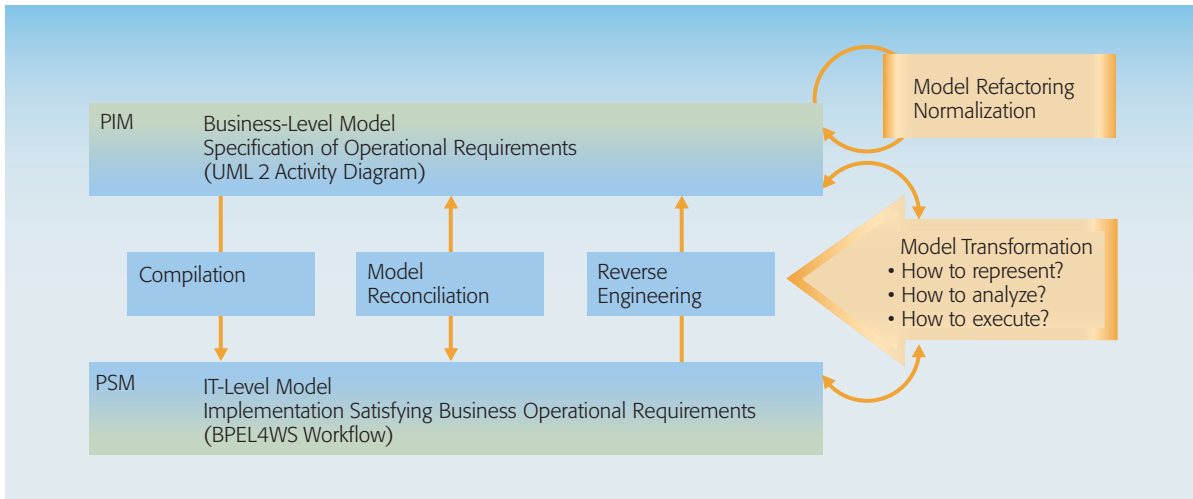 Model Refactoring
Normalization
PIM
Business-Level Model
Specification of Operational Requirements
(UML 2 Activity Diagram)
Compilation
Model
Reconciliation
Reverse
Engineering
Model Transformation
• How to represent?
• How to analyze?
• How to execute?
PSM
IT-Level Model
Implementation Satisfying Business Operational Requirements
(BPEL4WS Workflow)